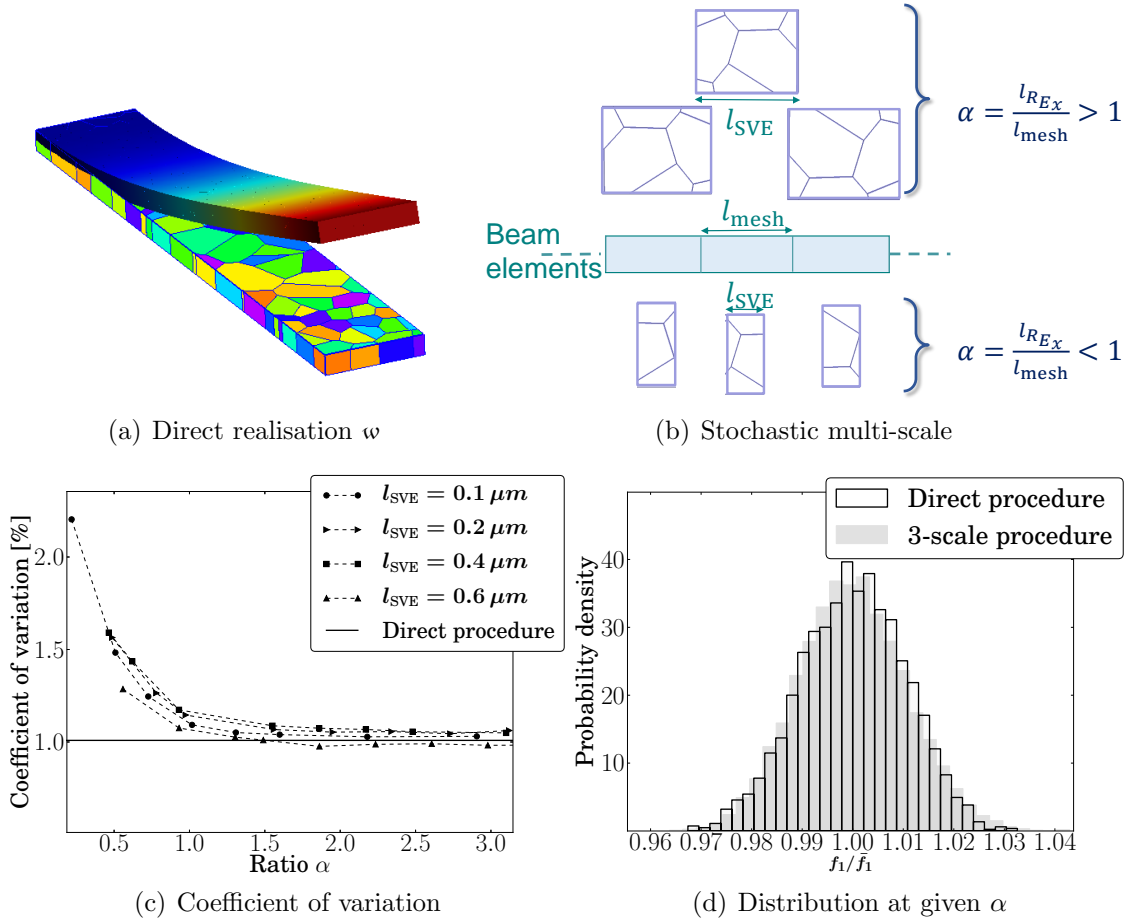 l_SVE
α = l_{R_{E_x}} / l_mesh > 1
l_mesh
Beam
elements
l_SVE
α = l_{R_{E_x}} / l_mesh < 1
(a) Direct realisation 𝔴
(b) Stochastic multi-scale
l_SVE = 0.1 μm
l_SVE = 0.2 μm
l_SVE = 0.4 μm
l_SVE = 0.6 μm
Direct procedure
Coefficient of variation [%]
2.0
1.5
1.0
0.5 1.0 1.5 2.0 2.5 3.0
Ratio α
(c) Coefficient of variation
Direct procedure
3-scale procedure
Probability density
40
30
20
10
0.96 0.97 0.98 0.99 1.00 1.01 1.02 1.03 1.04
f₁/f̄₁
(d) Distribution at given α